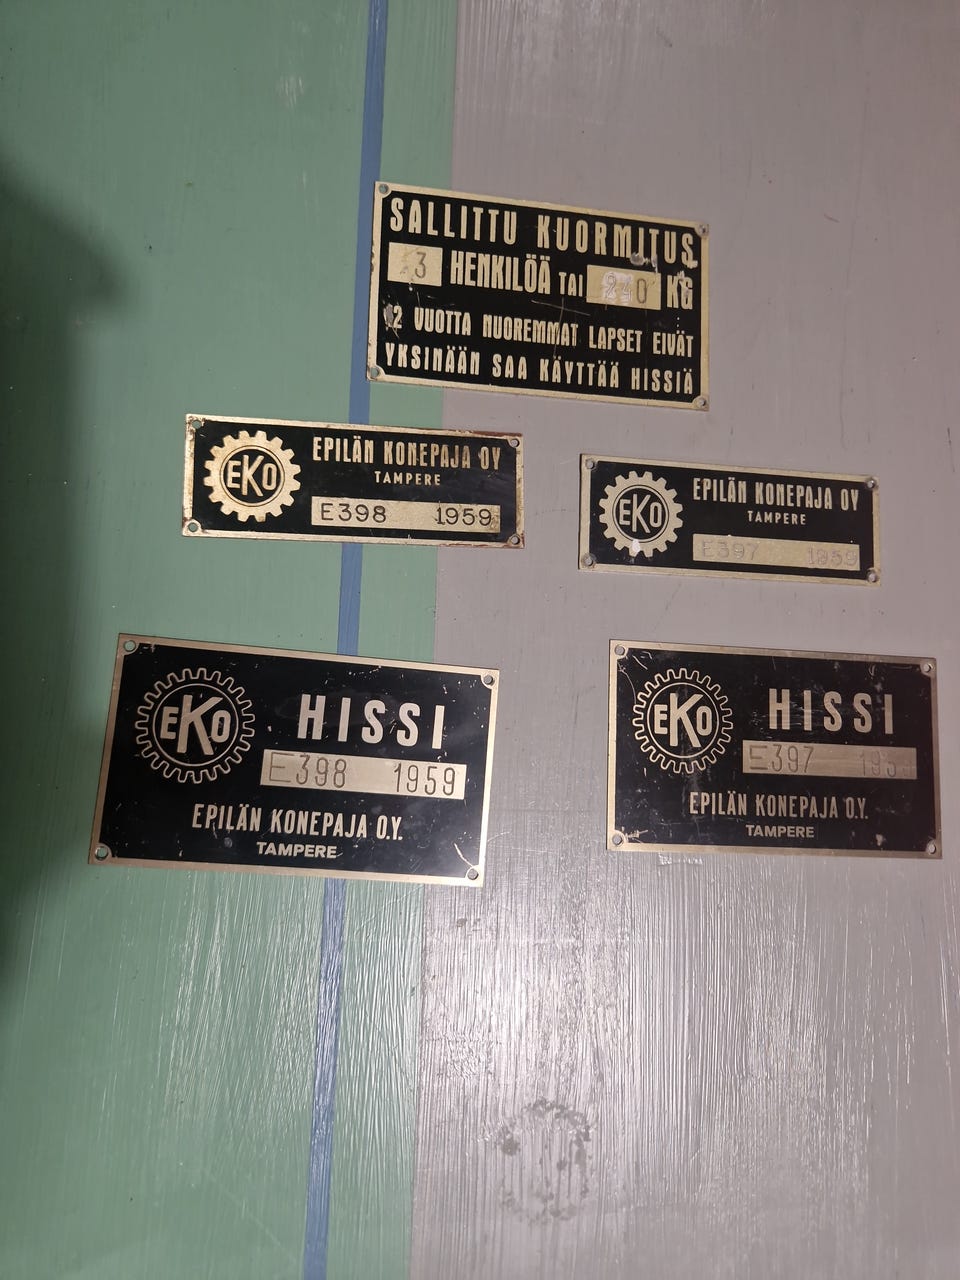 SALLITTU KUORMITUS
3 HENKILÖÄ TAI 240 KG
12 VUOTTA NUOREMMAT LAPSET EIVÄT
YKSINÄÄN SAA KÄYTTÄÄ HISSIÄ
EKO
EPILÄN KONEPAJA OY
TAMPERE
E398 1959
EKO
EPILÄN KONEPAJA OY
TAMPERE
E397 1959
EKO
HISSI
E398 1959
EPILÄN KONEPAJA O.Y.
TAMPERE
EKO
HISSI
E397
EPILÄN KONEPAJA O.Y.
TAMPERE